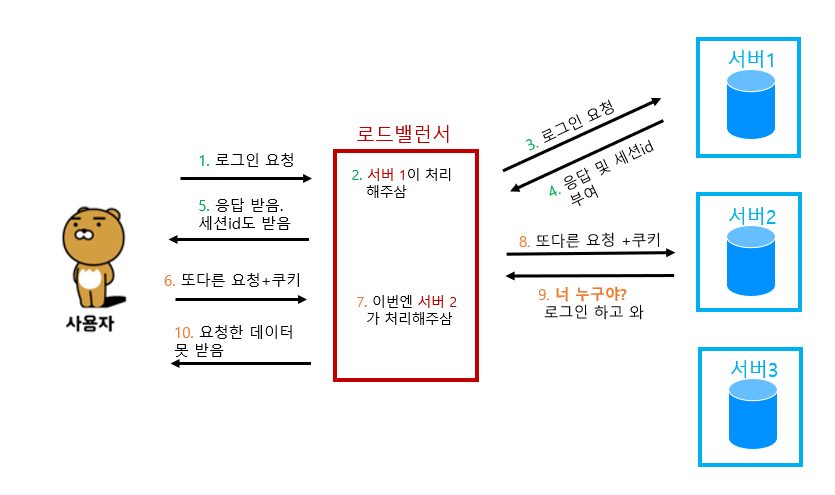 서버1
로드밸런서
1. 로그인 요청
3. 로그인 요청
2. 서버 1이 처리
해주삼
4. 응답 및 세션id
부여
5. 응답 받음.
세션id도 받음
서버2
8. 또다른 요청 +쿠키
6. 또다른 요청+쿠키
9. 너 누구야?
로그인 하고 와
7. 이번엔 서버 2
가 처리해주삼
사용자
10. 요청한 데이터
못 받음
서버3